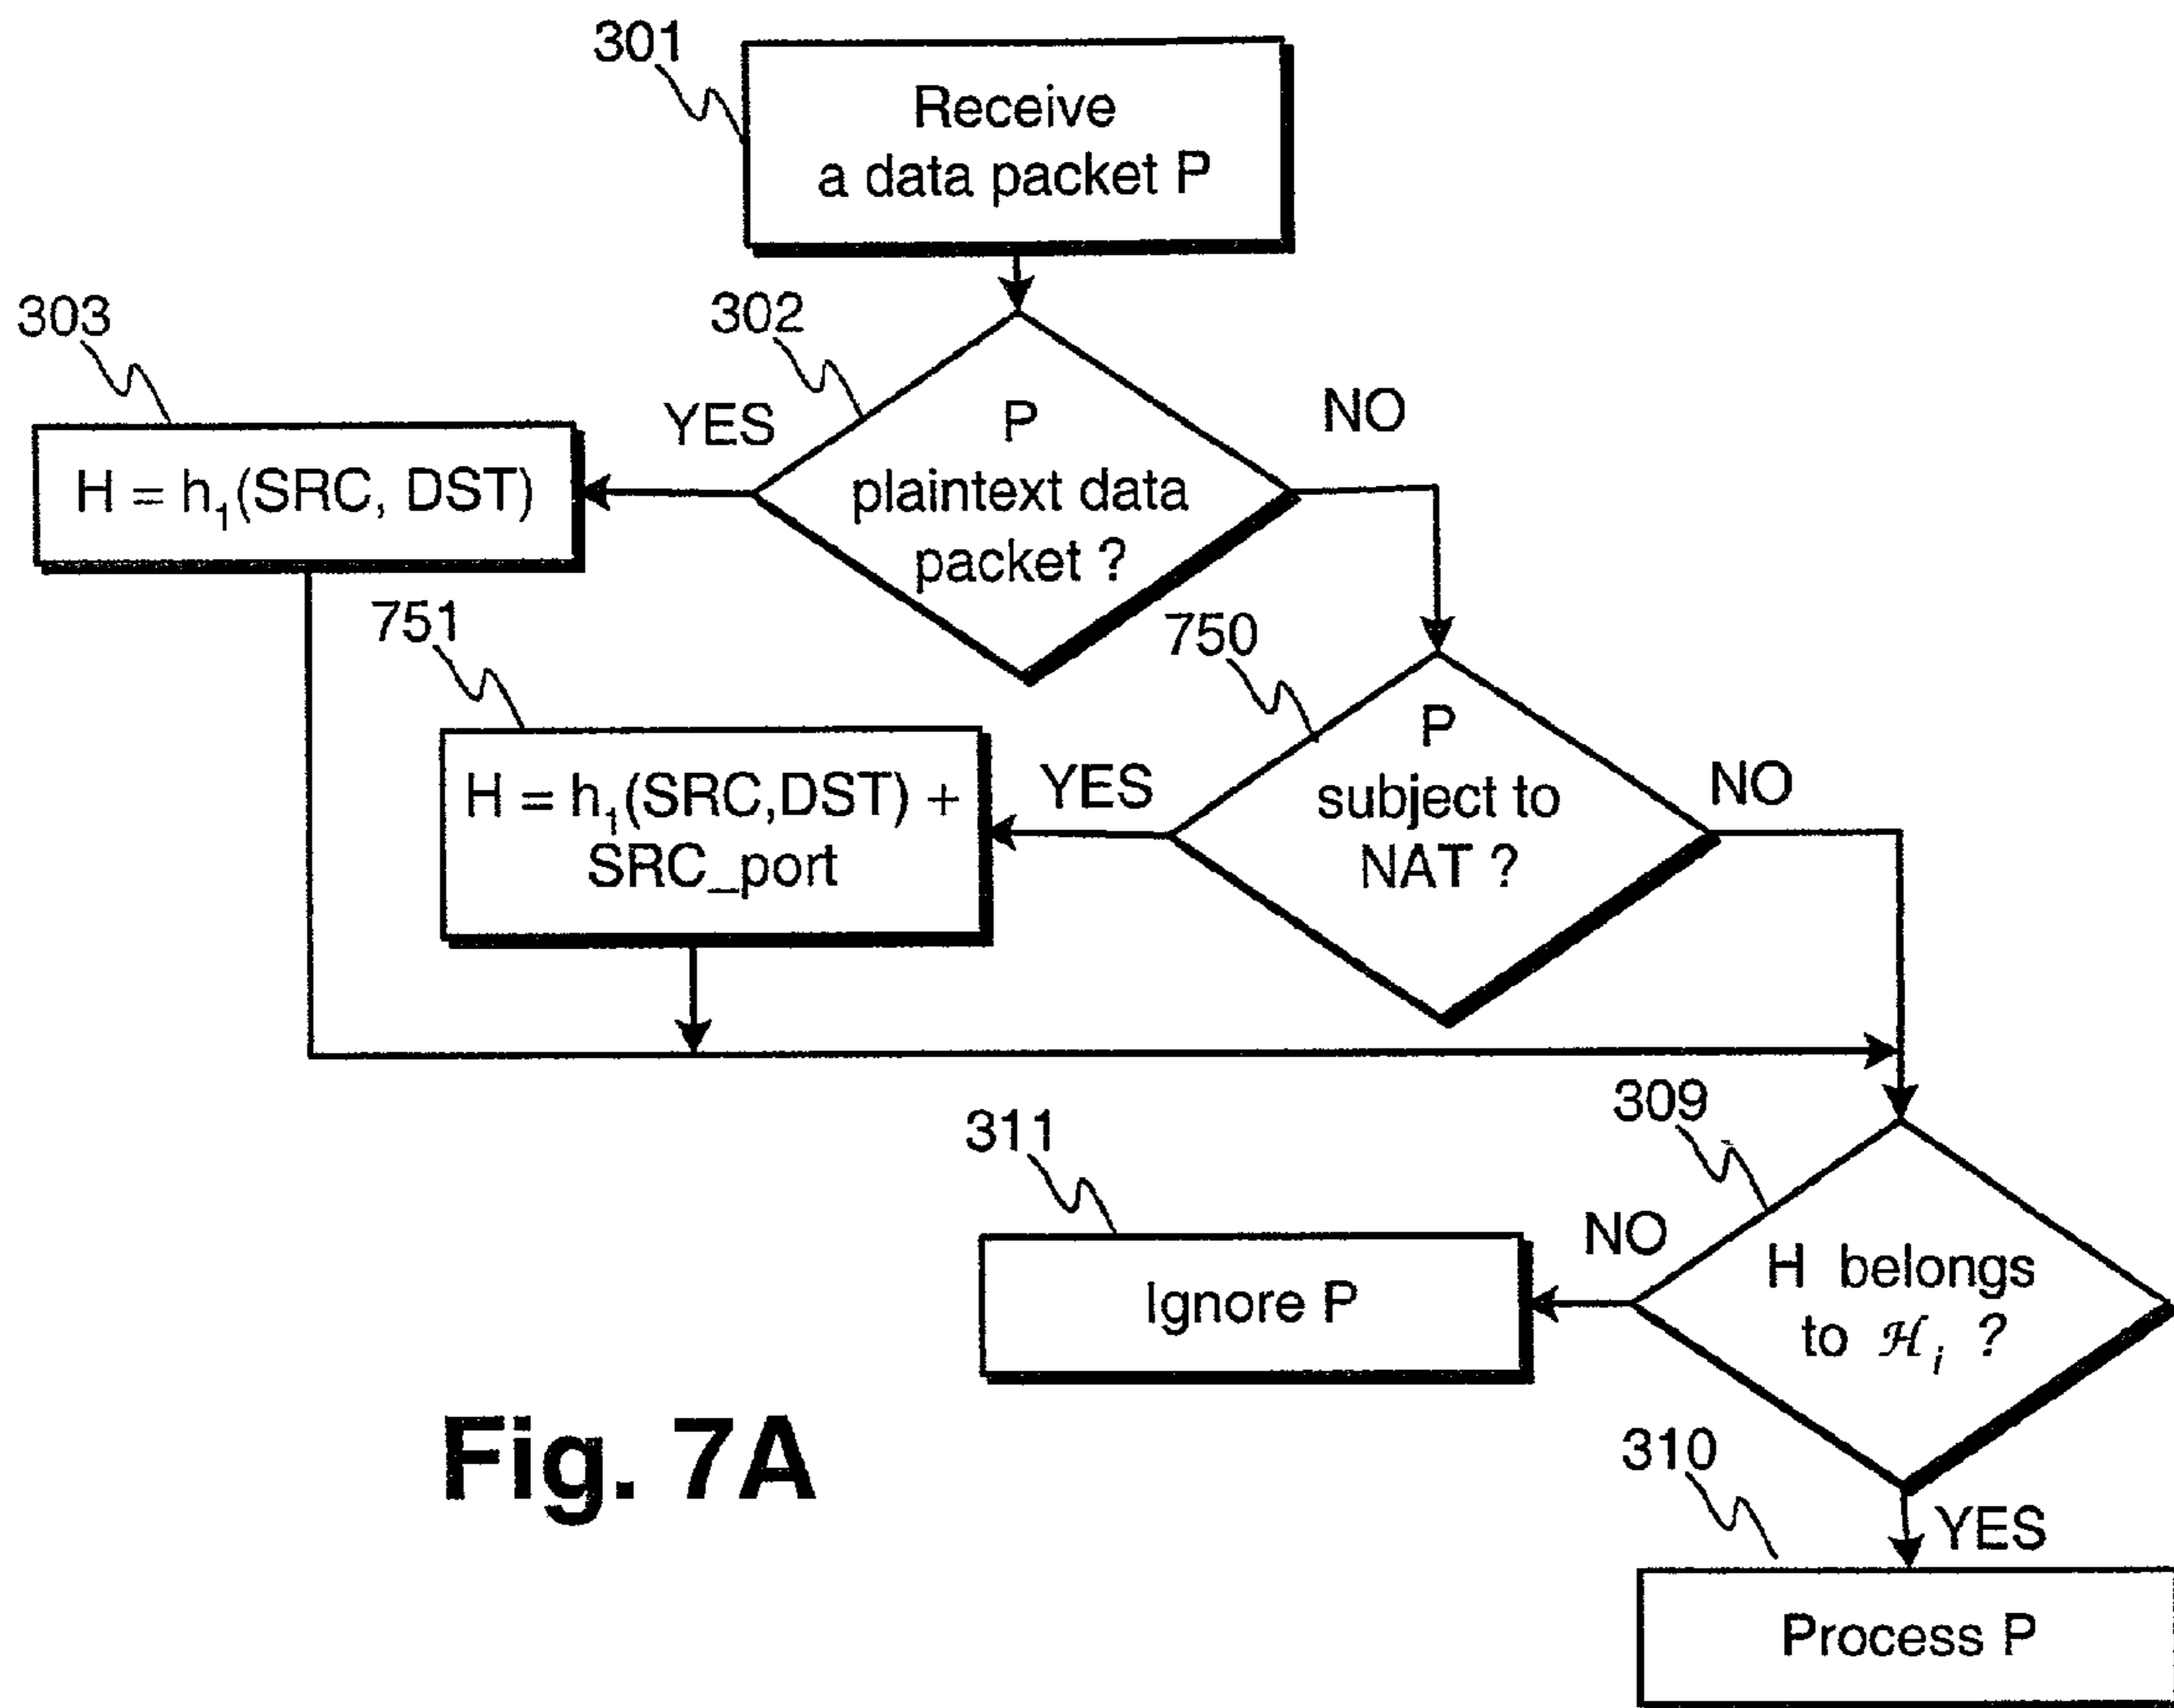 301
Receive
a data packet P
302
303
YES
NO
P
plaintext data
packet ?
H = h₁(SRC, DST)
751
750
P
subject to
NAT ?
YES
NO
H = h₁(SRC,DST) +
SRC_port
309
311
NO
H belongs
to ℋᵢ ?
Ignore P
310
YES
Process P
Fig. 7A